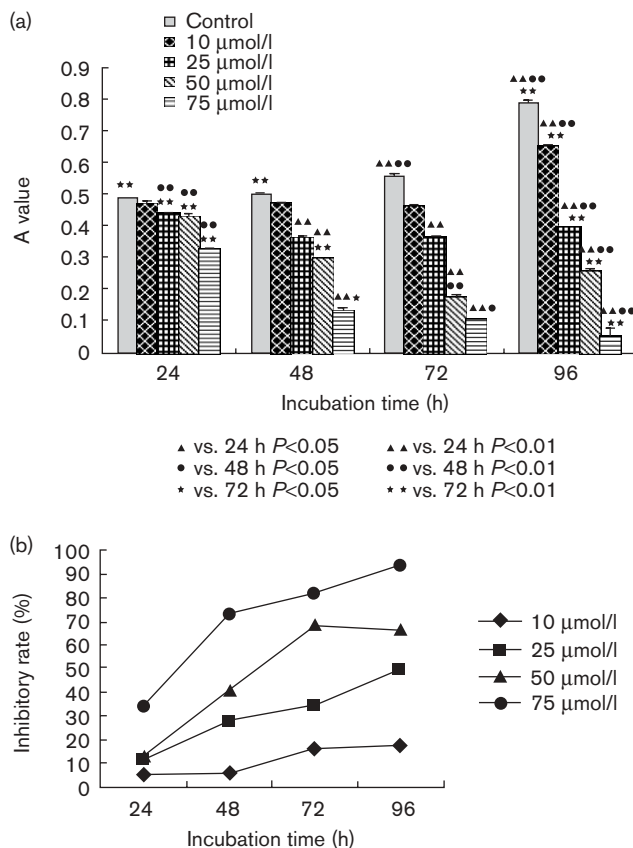 (a)
Control
10 μmol/l
25 μmol/l
50 μmol/l
75 μmol/l
A value
0.9
0.8
0.7
0.6
0.5
0.4
0.3
0.2
0.1
0
24 48 72 96
Incubation time (h)
▲ vs. 24 h P<0.05 ▲▲ vs. 24 h P<0.01
● vs. 48 h P<0.05 ●● vs. 48 h P<0.01
★ vs. 72 h P<0.05 ★★ vs. 72 h P<0.01
(b)
Inhibitory rate (%)
100
90
80
70
60
50
40
30
20
10
0
24 48 72 96
Incubation time (h)
10 μmol/l
25 μmol/l
50 μmol/l
75 μmol/l